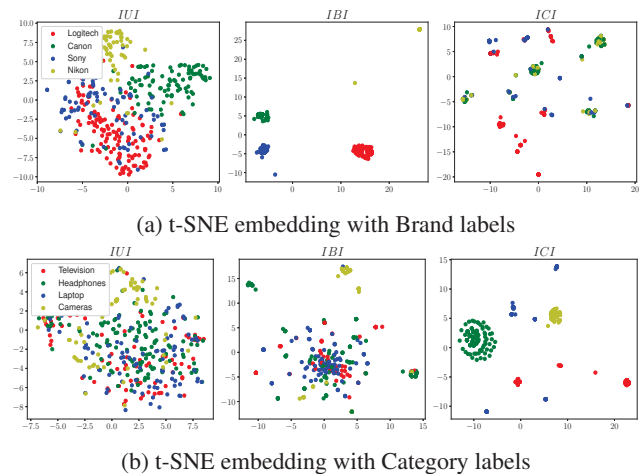 IUI IBI ICI
Logitech
Canon
Sony
Nikon
10.0
7.5
5.0
2.5
0.0
−2.5
−5.0
−7.5
−10.0
−10 −5 0 5
25
20
15
10
5
0
−5
−10
0 10 20
10
5
0
−5
−10
−15
−20
−10 0 10 20
(a) t-SNE embedding with Brand labels
IUI IBI ICI
Television
Headphones
Laptop
Cameras
6
4
2
0
−2
−4
−6
−8
−7.5 −5.0 −2.5 0.0 2.5 5.0 7.5
15
10
5
0
−5
−10
−10 −5 0 5 10 15
15
10
5
0
−5
−10
−10 0 10 20
(b) t-SNE embedding with Category labels